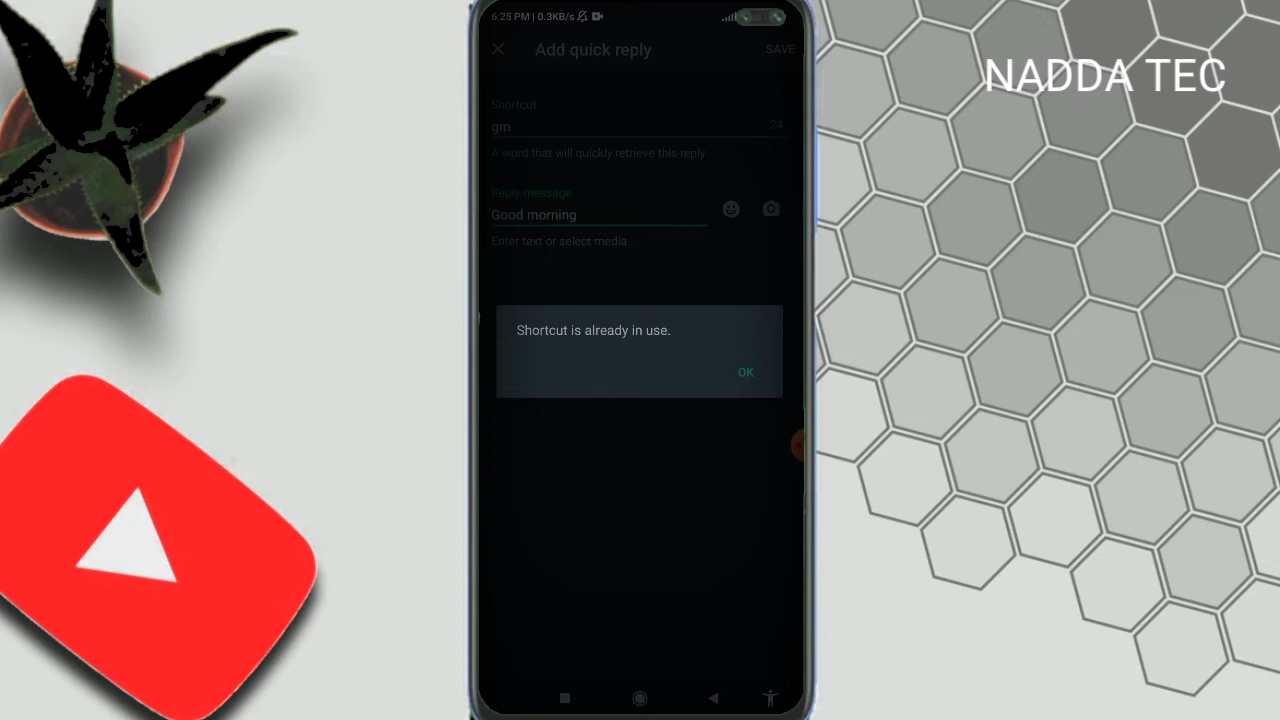 NADDA TEC
6:25 PM | 0.3KB/s
Add quick reply
SAVE
Shortcut
gm
24
A word that will quickly retrieve this reply
Reply message
Good morning
Enter text or select media
Shortcut is already in use.
OK